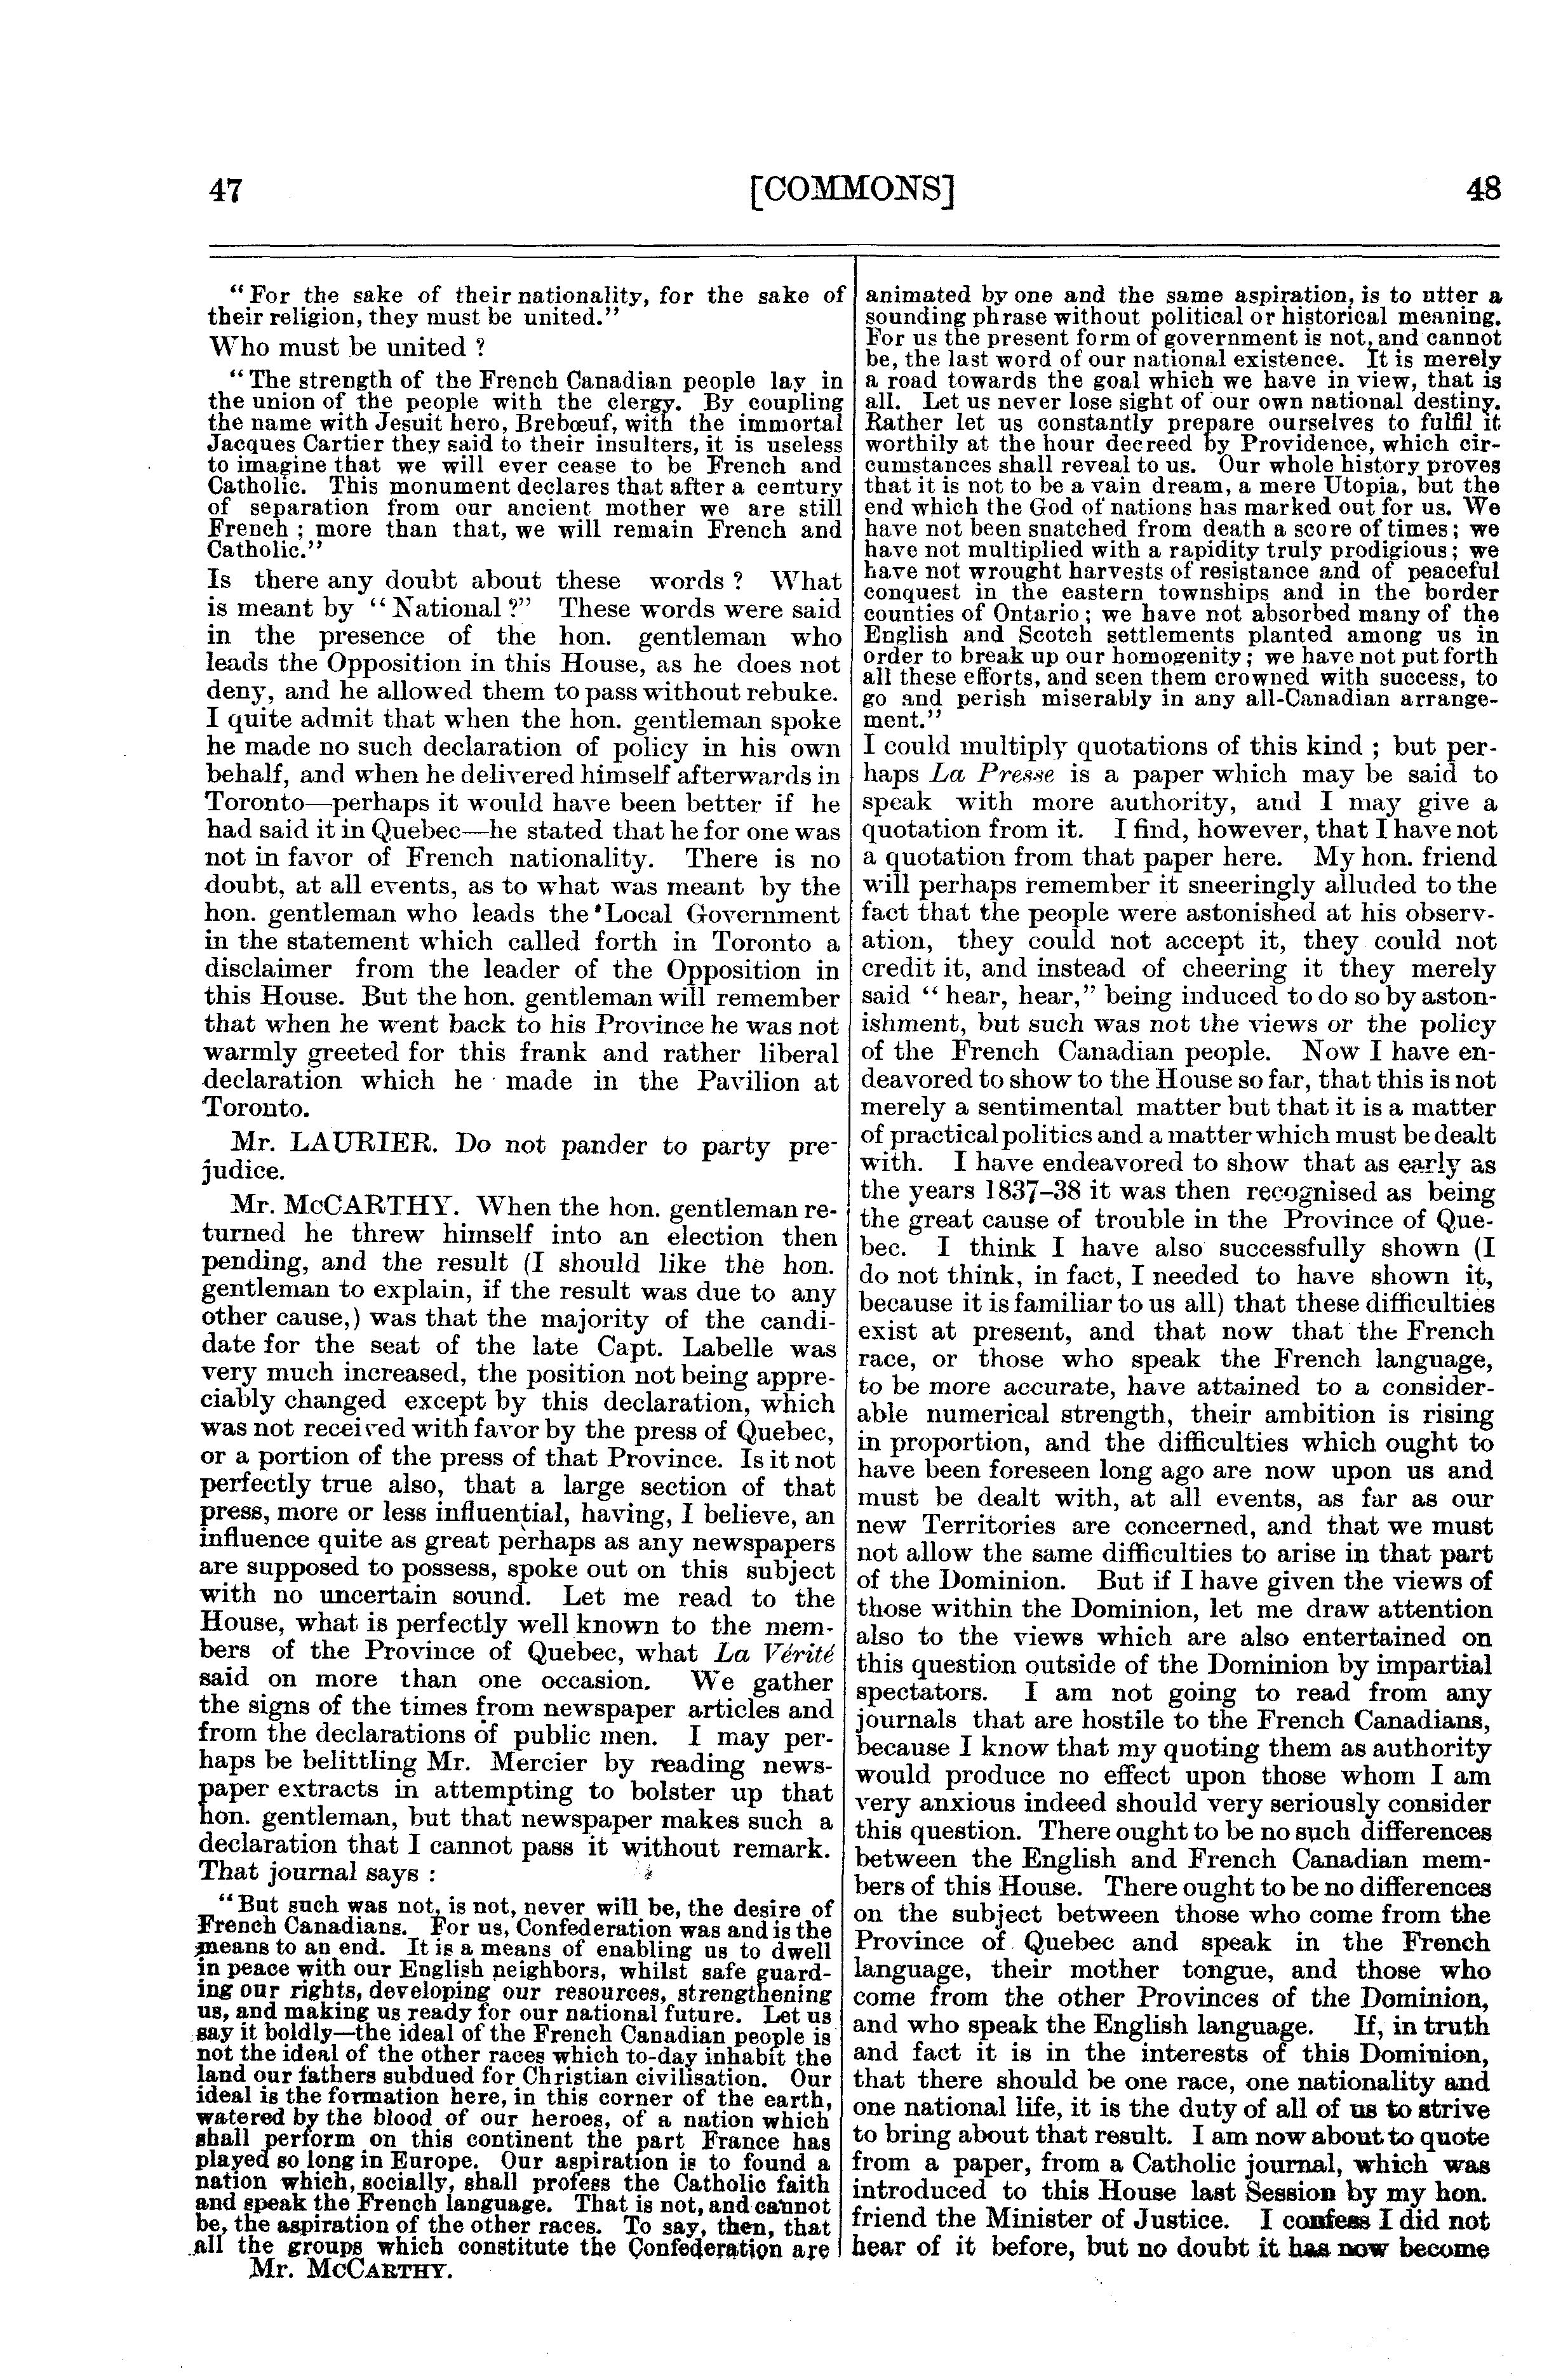 47
[COMMONS]
48
"For the sake of their nationality, for the sake of
their religion, they must be united."
Who must be united ?
"The strength of the French Canadian people lay in
the union of the people with the clergy. By coupling
the name with Jesuit hero, Brebœuf, with the immortal
Jacques Cartier they said to their insulters, it is useless
to imagine that we will ever cease to be French and
Catholic. This monument declares that after a century
of separation from our ancient mother we are still
French ; more than that, we will remain French and
Catholic."
Is there any doubt about these words ? What
is meant by "National ?" These words were said
in the presence of the hon. gentleman who
leads the Opposition in this House, as he does not
deny, and he allowed them to pass without rebuke.
I quite admit that when the hon. gentleman spoke
he made no such declaration of policy in his own
behalf, and when he delivered himself afterwards in
Toronto—perhaps it would have been better if he
had said it in Quebec—he stated that he for one was
not in favor of French nationality. There is no
doubt, at all events, as to what was meant by the
hon. gentleman who leads the Local Government
in the statement which called forth in Toronto a
disclaimer from the leader of the Opposition in
this House. But the hon. gentleman will remember
that when he went back to his Province he was not
warmly greeted for this frank and rather liberal
declaration which he made in the Pavilion at
Toronto.
Mr. LAURIER. Do not pander to party pre-
judice.
Mr. McCARTHY. When the hon. gentleman re-
turned he threw himself into an election then
pending, and the result (I should like the hon.
gentleman to explain, if the result was due to any
other cause,) was that the majority of the candi-
date for the seat of the late Capt. Labelle was
very much increased, the position not being appre-
ciably changed except by this declaration, which
was not received with favor by the press of Quebec,
or a portion of the press of that Province. Is it not
perfectly true also, that a large section of that
press, more or less influential, having, I believe, an
influence quite as great perhaps as any newspapers
are supposed to possess, spoke out on this subject
with no uncertain sound. Let me read to the
House, what is perfectly well known to the mem-
bers of the Province of Quebec, what La Vérité
said on more than one occasion. We gather
the signs of the times from newspaper articles and
from the declarations of public men. I may per-
haps be belittling Mr. Mercier by reading news-
paper extracts in attempting to bolster up that
hon. gentleman, but that newspaper makes such a
declaration that I cannot pass it without remark.
That journal says :
"But such was not, is not, never will be, the desire of
French Canadians. For us, Confederation was and is the
means to an end. It is a means of enabling us to dwell
in peace with our English neighbors, whilst safe guard-
ing our rights, developing our resources, strengthening
us, and making us ready for our national future. Let us
say it boldly—the ideal of the French Canadian people is
not the ideal of the other races which to-day inhabit the
land our fathers subdued for Christian civilisation. Our
ideal is the formation here, in this corner of the earth,
watered by the blood of our heroes, of a nation which
shall perform on this continent the part France has
played so long in Europe. Our aspiration is to found a
nation which, socially, shall profess the Catholic faith
and speak the French language. That is not, and cannot
be, the aspiration of the other races. To say, then, that
all the groups which constitute the Confederation are
Mr. McCARTHY.
animated by one and the same aspiration, is to utter a
sounding phrase without political or historical meaning.
For us the present form of government is not, and cannot
be, the last word of our national existence. It is merely
a road towards the goal which we have in view, that is
all. Let us never lose sight of our own national destiny.
Rather let us constantly prepare ourselves to fulfil it
worthily at the hour decreed by Providence, which cir-
cumstances shall reveal to us. Our whole history proves
that it is not to be a vain dream, a mere Utopia, but the
end which the God of nations has marked out for us. We
have not been snatched from death a score of times ; we
have not multiplied with a rapidity truly prodigious ; we
have not wrought harvests of resistance and of peaceful
conquest in the eastern townships and in the border
counties of Ontario ; we have not absorbed many of the
English and Scotch settlements planted among us in
order to break up our homogenity ; we have not put forth
all these efforts, and seen them crowned with success, to
go and perish miserably in any all-Canadian arrange-
ment."
I could multiply quotations of this kind ; but per-
haps La Presse is a paper which may be said to
speak with more authority, and I may give a
quotation from it. I find, however, that I have not
a quotation from that paper here. My hon. friend
will perhaps remember it sneeringly alluded to the
fact that the people were astonished at his observ-
ation, they could not accept it, they could not
credit it, and instead of cheering it they merely
said "hear, hear," being induced to do so by aston-
ishment, but such was not the views or the policy
of the French Canadian people. Now I have en-
deavored to show to the House so far, that this is not
merely a sentimental matter but that it is a matter
of practical politics and a matter which must be dealt
with. I have endeavored to show that as early as
the years 1837-38 it was then recognised as being
the great cause of trouble in the Province of Que-
bec. I think I have also successfully shown (I
do not think, in fact, I needed to have shown it,
because it is familiar to us all) that these difficulties
exist at present, and that now that the French
race, or those who speak the French language,
to be more accurate, have attained to a consider-
able numerical strength, their ambition is rising
in proportion, and the difficulties which ought to
have been foreseen long ago are now upon us and
must be dealt with, at all events, as far as our
new Territories are concerned, and that we must
not allow the same difficulties to arise in that part
of the Dominion. But if I have given the views of
those within the Dominion, let me draw attention
also to the views which are also entertained on
this question outside of the Dominion by impartial
spectators. I am not going to read from any
journals that are hostile to the French Canadians,
because I know that my quoting them as authority
would produce no effect upon those whom I am
very anxious indeed should very seriously consider
this question. There ought to be no such differences
between the English and French Canadian mem-
bers of this House. There ought to be no differences
on the subject between those who come from the
Province of Quebec and speak in the French
language, their mother tongue, and those who
come from the other Provinces of the Dominion,
and who speak the English language. If, in truth
and fact it is in the interests of this Dominion,
that there should be one race, one nationality and
one national life, it is the duty of all of us to strive
to bring about that result. I am now about to quote
from a paper, from a Catholic journal, which was
introduced to this House last Session by my hon.
friend the Minister of Justice. I confess I did not
hear of it before, but no doubt it has now become